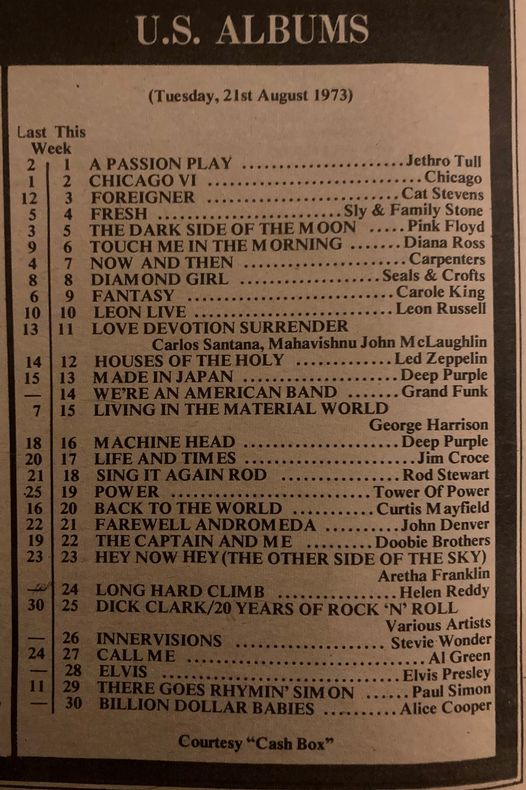 U.S. ALBUMS
(Tuesday, 21st August 1973)
Last This
Week
2 1 A PASSION PLAY ........................ Jethro Tull
1 2 CHICAGO VI ................................ Chicago
12 3 FOREIGNER .......................... Cat Stevens
5 4 FRESH .......................... Sly & Family Stone
3 5 THE DARK SIDE OF THE MOON ..... Pink Floyd
9 6 TOUCH ME IN THE MORNING ....... Diana Ross
4 7 NOW AND THEN ...................... Carpenters
8 8 DIAMOND GIRL .................... Seals & Crofts
6 9 FANTASY ............................ Carole King
10 10 LEON LIVE ........................ Leon Russell
13 11 LOVE DEVOTION SURRENDER
Carlos Santana, Mahavishnu John McLaughlin
14 12 HOUSES OF THE HOLY ............ Led Zeppelin
15 13 MADE IN JAPAN ................... Deep Purple
— 14 WE'RE AN AMERICAN BAND ....... Grand Funk
7 15 LIVING IN THE MATERIAL WORLD
George Harrison
18 16 MACHINE HEAD ................... Deep Purple
20 17 LIFE AND TIMES ..................... Jim Croce
21 18 SING IT AGAIN ROD ............... Rod Stewart
25 19 POWER ....................... Tower Of Power
16 20 BACK TO THE WORLD ........... Curtis Mayfield
22 21 FAREWELL ANDROMEDA ......... John Denver
19 22 THE CAPTAIN AND ME ........ Doobie Brothers
23 23 HEY NOW HEY (THE OTHER SIDE OF THE SKY)
Aretha Franklin
— 24 LONG HARD CLIMB .............. Helen Reddy
30 25 DICK CLARK/20 YEARS OF ROCK 'N' ROLL
Various Artists
— 26 INNERVISIONS .................. Stevie Wonder
24 27 CALL ME ............................... Al Green
— 28 ELVIS .............................. Elvis Presley
11 29 THERE GOES RHYMIN' SIMON ...... Paul Simon
— 30 BILLION DOLLAR BABIES ......... Alice Cooper
Courtesy "Cash Box"